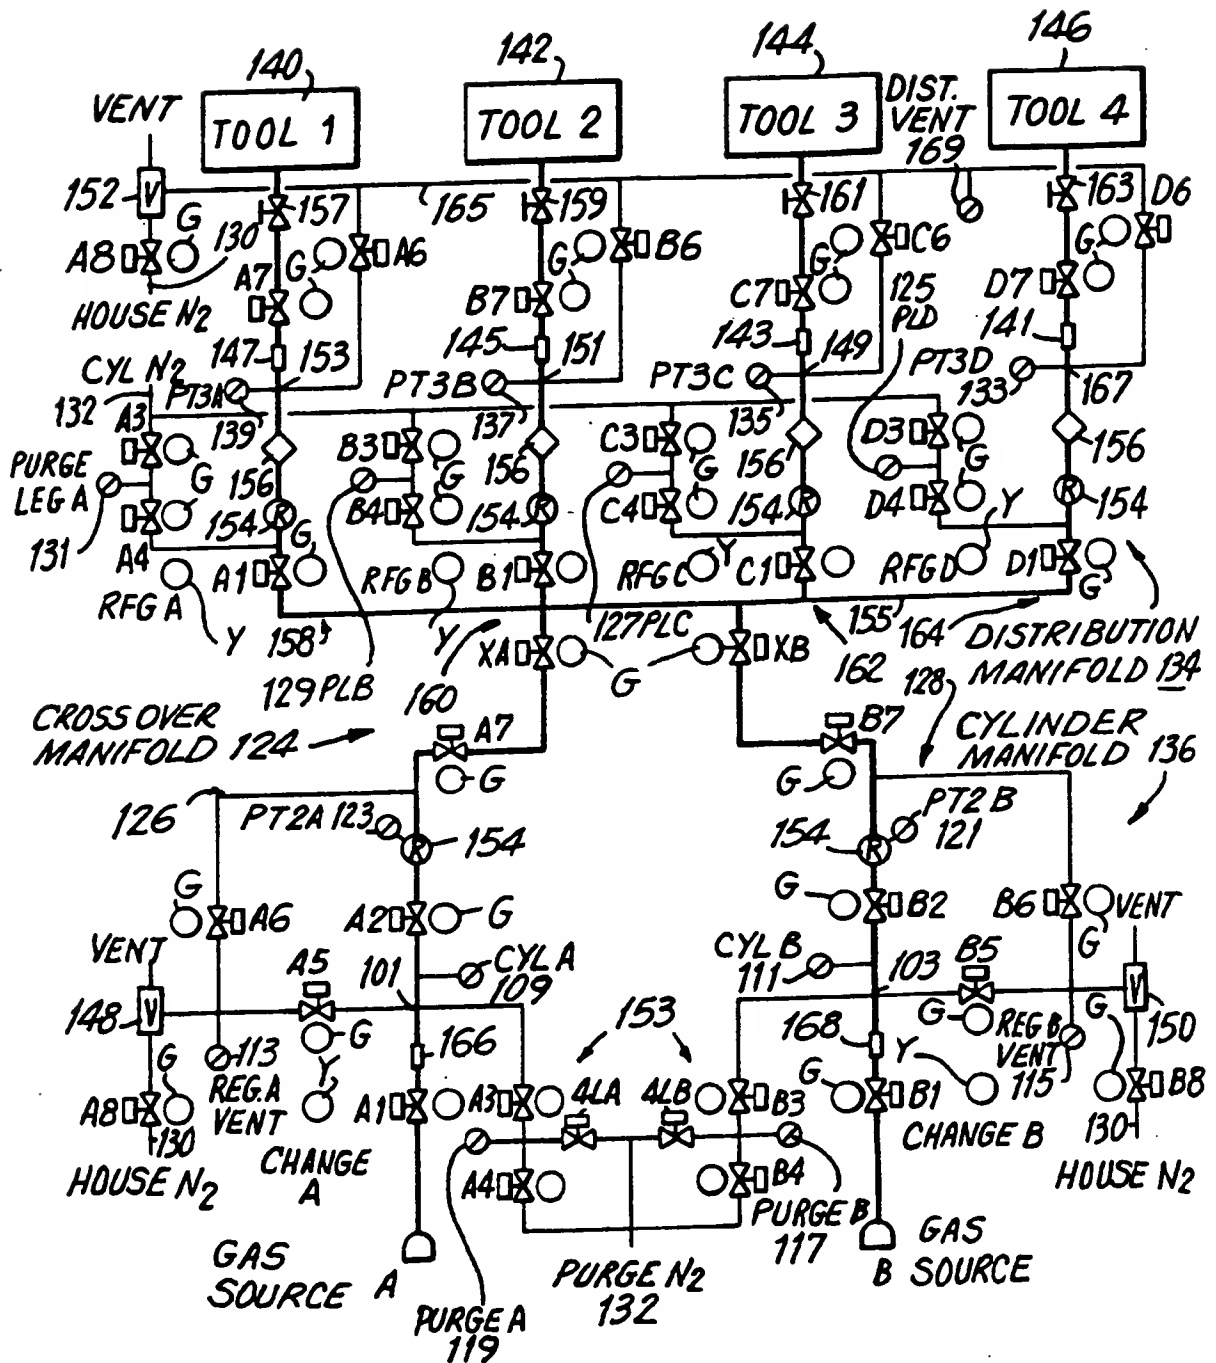 140
142
144
146
VENT
TOOL 1
TOOL 2
TOOL 3
DIST.
VENT
169
TOOL 4
152
V
157
165
159
161
163
D6
G
130
A8
A7
G
A6
G
B6
G
C6
G
HOUSE N2
B7
C7
125
PLD
D7
147
153
145
151
143
149
141
CYL N2
132
PT3A
PT3B
PT3C
PT3D
133
167
A3
139
137
135
G
B3
G
C3
G
D3
G
PURGE
LEG A
G
156
156
156
156
131
A4
154
R
B4
154
R
C4
154
R
D4
Y
R
154
G
RFG A
A1
RFG B
B1
RFG C
Y
C1
RFG D
D1
G
Y
158
Y
127 PLC
155
164
DISTRIBUTION
MANIFOLD 134
129 PLB
160
XA
G
XB
162
128
CROSS OVER
MANIFOLD 124
A7
B7
CYLINDER
MANIFOLD
136
G
G
126
PT2A 123
R
154
154
R
PT2 B
121
G
A6
A2
G
G
B2
B6
G
VENT
VENT
A5
101
CYL A
109
CYL B
111
103
B5
148
V
G
153
G
G
V
150
G
113
REG. A
VENT
Y
166
168
Y
REG B
VENT
115
A8
130
A1
A3
4LA
4LB
B3
G
B1
B8
HOUSE N2
CHANGE
A
CHANGE B
130
HOUSE N2
A4
B4
PURGE B
117
GAS
SOURCE A
PURGE N2
132
B
GAS
SOURCE
PURGE A
119